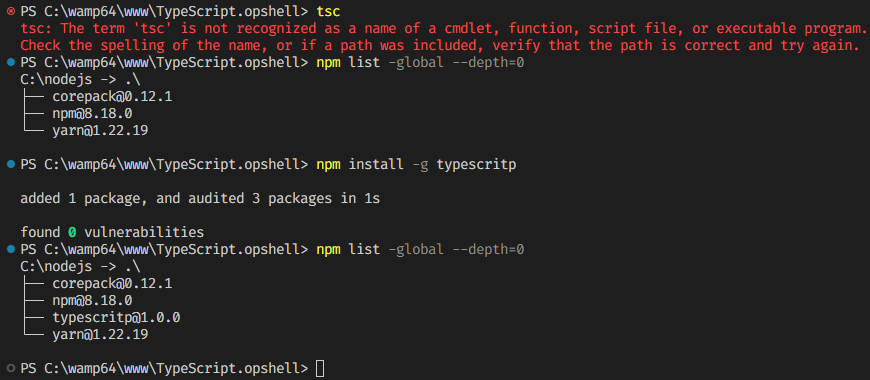 PS C:\wamp64\www\TypeScript.opshell> tsc
tsc: The term 'tsc' is not recognized as a name of a cmdlet, function, script file, or executable program.
Check the spelling of the name, or if a path was included, verify that the path is correct and try again.
PS C:\wamp64\www\TypeScript.opshell> npm list -global --depth=0
C:\nodejs -> .\
├── corepack@0.12.1
├── npm@8.18.0
└── yarn@1.22.19
PS C:\wamp64\www\TypeScript.opshell> npm install -g typescritp
added 1 package, and audited 3 packages in 1s
found 0 vulnerabilities
PS C:\wamp64\www\TypeScript.opshell> npm list -global --depth=0
C:\nodejs -> .\
├── corepack@0.12.1
├── npm@8.18.0
├── typescritp@1.0.0
└── yarn@1.22.19
PS C:\wamp64\www\TypeScript.opshell>